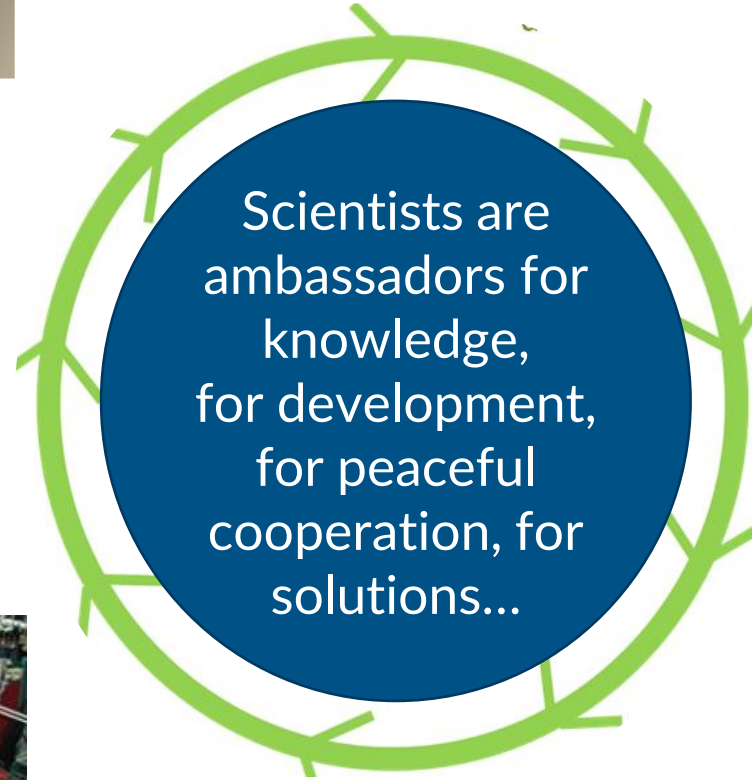 Scientists are
ambassadors for
knowledge,
for development,
for peaceful
cooperation, for
solutions...